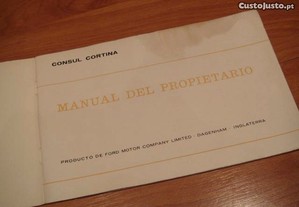 CustoJusto.pt
CONSUL CORTINA
MANUAL DEL PROPIETARIO
PRODUCTO DE FORD MOTOR COMPANY LIMITED - DAGENHAM - INGLATERRA